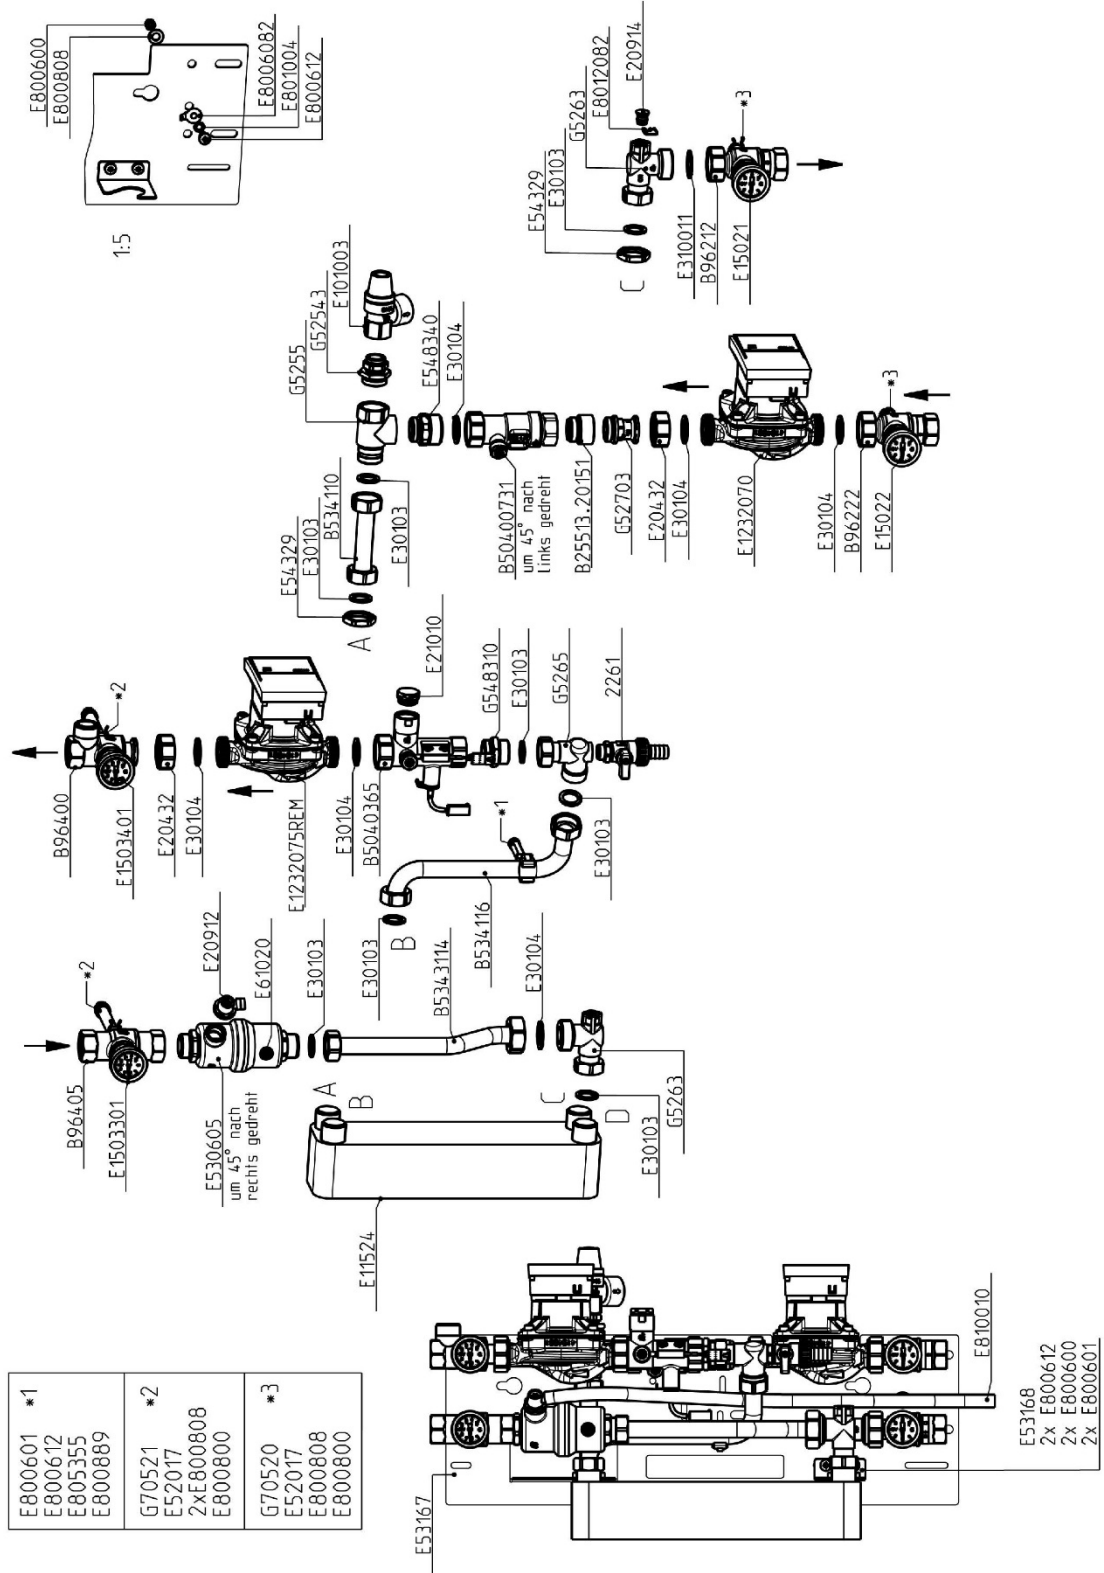 E800600
E800808
E8006082
E801004
E800612
1:5
E20914
E8012082
G5263
E30103
E54329
C
*3
E310011
B96212
E15021
E101003
G52543
G5255
E548340
E30104
B534110
E30103
E54329
A
E30103
B50400731
um 45° nach
links gedreht
B25513.20151
G52703
E20432
E30104
E1232070
E30104
B96222
E15022
*3
*2
B96400
E1503401
E20432
E30104
E1232075REM
E30104
B5040365
E21010
G548310
E30103
G5265
2261
*1
E30103
E30103
B
B534116
*2
B96405
E1503301
E20912
E61020
E530605
um 45° nach
rechts gedreht
E30103
B5343114
E30104
A
B
C
D
E30103
G5263
E11524
E800601 *1
E800612
E805355
E800889
G70521 *2
E52017
2xE800808
E800800
G70520 *3
E52017
E800808
E800800
E53167
E810010
E53168
2x E800612
2x E800600
2x E800601